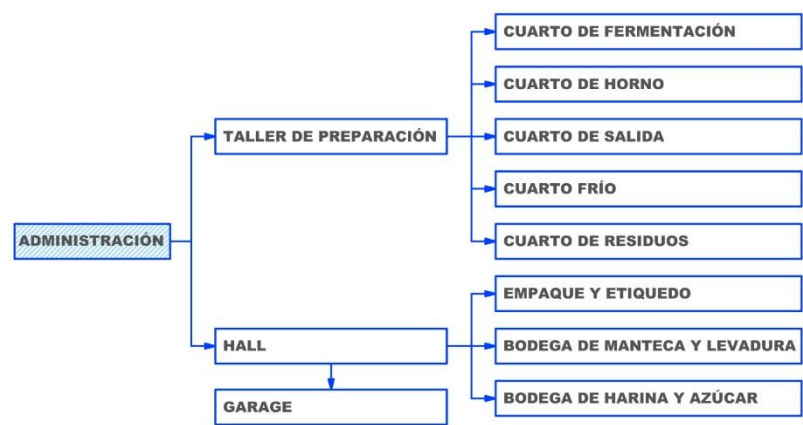 CUARTO DE FERMENTACIÓN
CUARTO DE HORNO
TALLER DE PREPARACIÓN
CUARTO DE SALIDA
CUARTO FRÍO
ADMINISTRACIÓN
CUARTO DE RESIDUOS
EMPAQUE Y ETIQUEDO
HALL
BODEGA DE MANTECA Y LEVADURA
GARAGE
BODEGA DE HARINA Y AZÚCAR